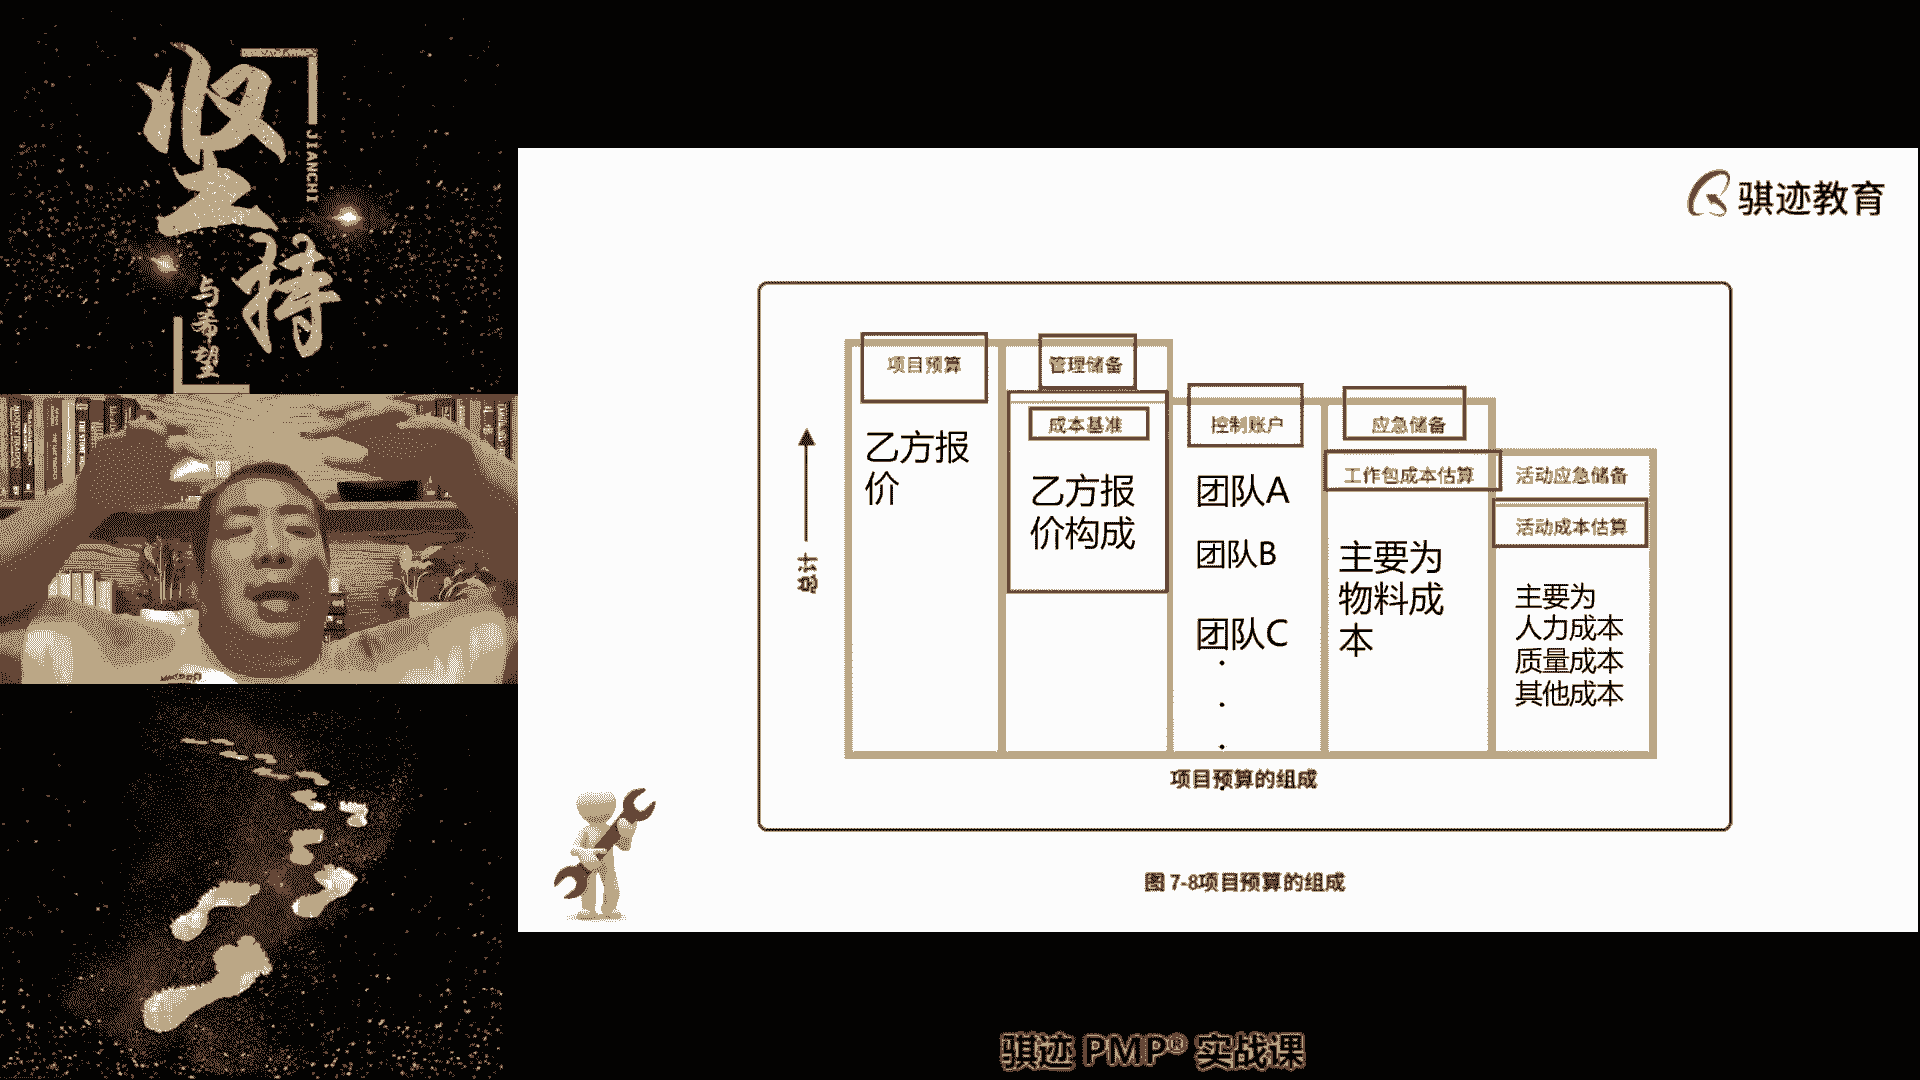 坚持
JIANCHI
与希望
骐迹教育
项目预算
管理储备
成本基准
控制账户
应急储备
工作包成本估算
活动应急储备
活动成本估算
乙方报
价
乙方报
价构成
团队A
团队B
团队C
主要为
物料成
本
主要为
人力成本
质量成本
其他成本
总计
项目预算的组成
图 7-8项目预算的组成
骐迹 PMP® 实战课